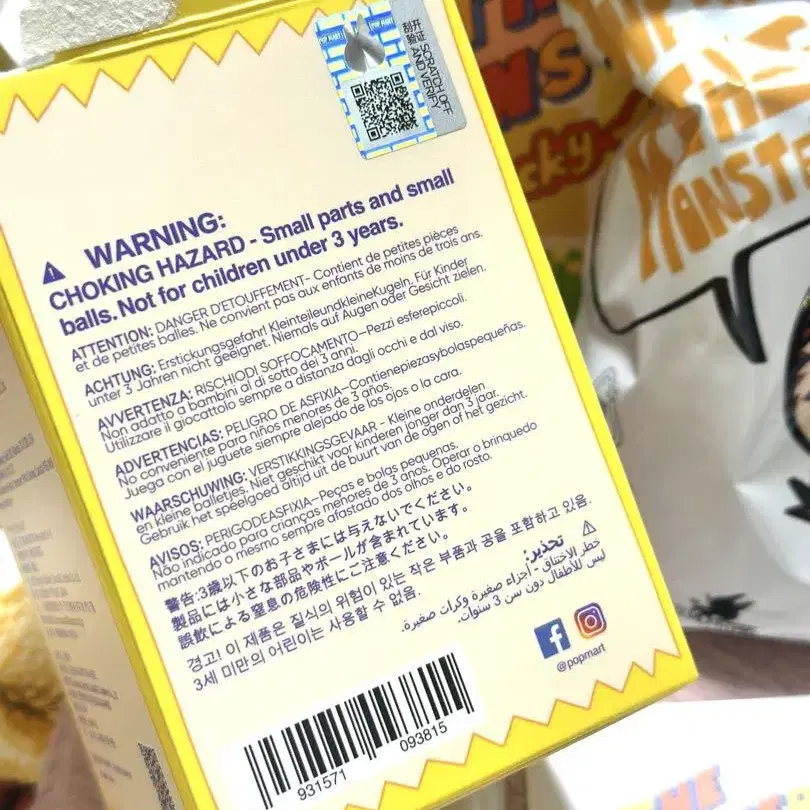 POP MART
POP MART
刮开
验证
SCRATCH OFF
AND VERIFY
WARNING:
CHOKING HAZARD - Small parts and small
balls. Not for children under 3 years.
ATTENTION: DANGER D'ETOUFFEMENT- Contient de petites pièces
et de petites balles. Ne convient pas aux enfants de moins de trois ans.
ACHTUNG: Erstickungsgefahr! KleinteileundkleineKugeln. Für Kinder
unter 3 Jahren nicht geeignet. Niemals auf Augen oder Gesicht zielen.
AVVERTENZA: RISCHIODI SOFFOCAMENTO-Pezzi esferepiccoli.
Non adatto a bambini al di sotto dei 3 anni.
Utilizzare il giocattolo sempre a distanza dagli occhi e dal viso.
ADVERTENCIAS: PELIGRO DE ASFIXIA-Contienepiezasybolaspequeñas.
No conveniente para niños menores de 3 años.
Juega con el juguete siempre alejado de los ojos o la cara.
WAARSCHUWING: VERSTIKKINGSGEVAAR - Kleine onderdelen
en kleine balletjes. Niet geschikt voor kinderen jonger dan 3 jaar.
Gebruik het speelgoed altijd uit de buurt van de ogen of het gezicht.
AVISOS: PERIGODEASFIXIA-Peças e bolas pequenas.
Não indicado para crianças menores de 3 anos. Operar o brinquedo
mantendo o mesmo sempre afastado dos olhos e do rosto.
警告:3歳以下のお子さまには与えないでください。
製品には小さな部品やボールが含まれています。
誤飲による窒息の危険性にご注意ください。
경고! 이 제품은 질식의 위험이 있는 작은 부품과 공을 포함하고 있음.
3세 미만의 어린이는 사용할 수 없음.
تحذير:
خطر الاختناق - أجزاء صغيرة وكرات صغيرة.
ليس للأطفال دون سن 3 سنوات.
@popmart
931571 093815
MONSTE